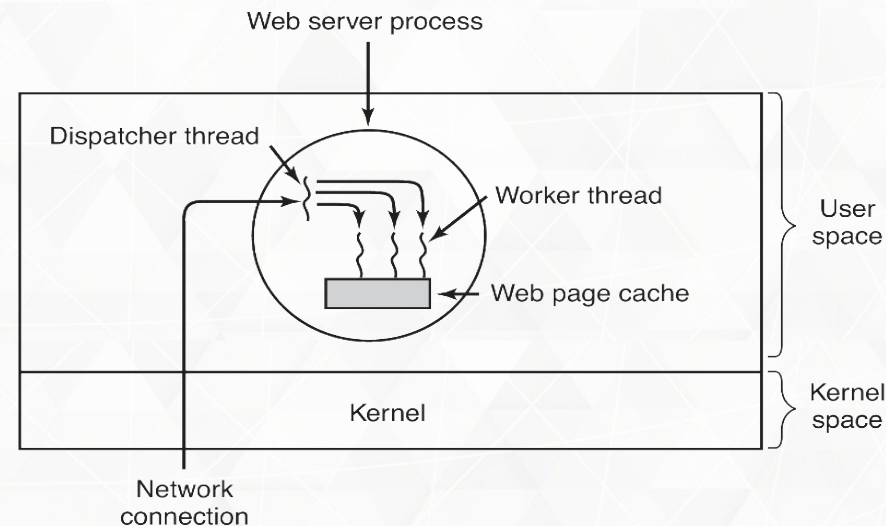 Web server process
Dispatcher thread
Worker thread
User
space
Web page cache
Kernel
Kernel
space
Network
connection